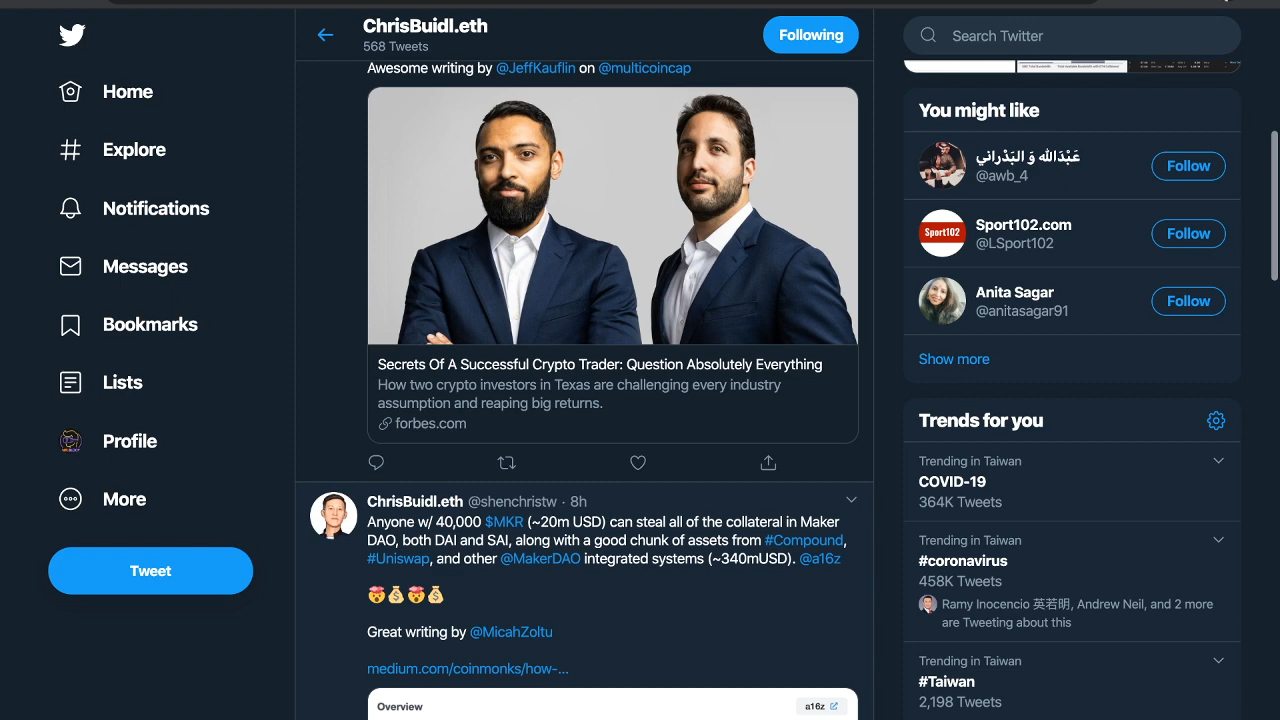 Home
Explore
Notifications
Messages
Bookmarks
Lists
Profile
More
Tweet
ChrisBuidl.eth
568 Tweets
Following
Awesome writing by @JeffKauflin on @multicoincap
Secrets Of A Successful Crypto Trader: Question Absolutely Everything
How two crypto investors in Texas are challenging every industry
assumption and reaping big returns.
forbes.com
ChrisBuidl.eth @shenchristw · 8h
Anyone w/ 40,000 $MKR (~20m USD) can steal all of the collateral in Maker
DAO, both DAI and SAI, along with a good chunk of assets from #Compound,
#Uniswap, and other @MakerDAO integrated systems (~340mUSD). @a16z
🤯💰🤯💰
Great writing by @MicahZoltu
medium.com/coinmonks/how-...
Overview
a16z
Search Twitter
You might like
عَبْدَالله وَ البَدْراني
@awb_4
Follow
Sport102
Sport102.com
@LSport102
Follow
Anita Sagar
@anitasagar91
Follow
Show more
Trends for you
Trending in Taiwan
COVID-19
364K Tweets
Trending in Taiwan
#coronavirus
458K Tweets
Ramy Inocencio 英若明, Andrew Neil, and 2 more
are Tweeting about this
Trending in Taiwan
#Taiwan
2,198 Tweets